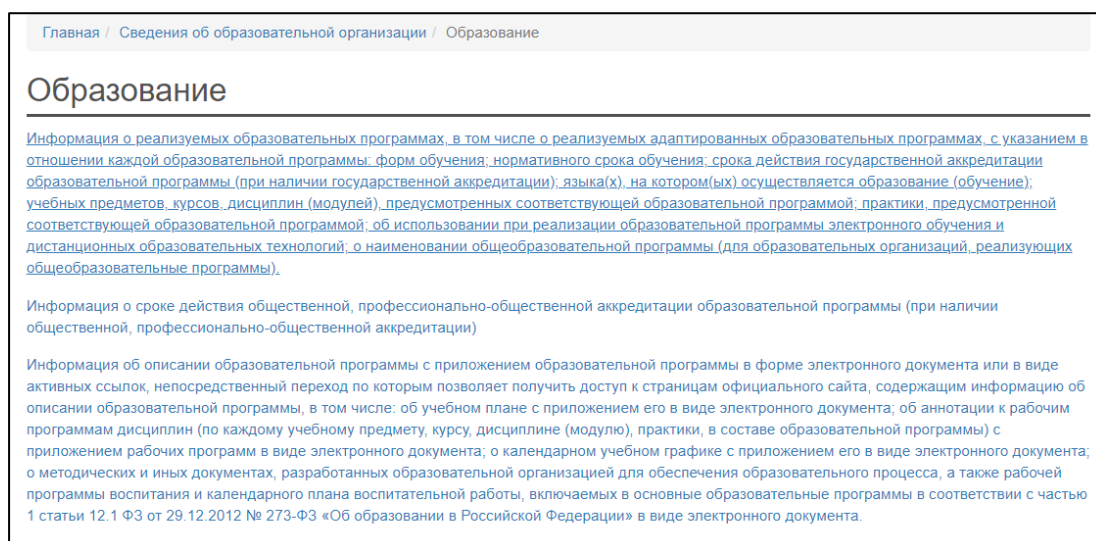 Главная / Сведения об образовательной организации / Образование
Образование
Информация о реализуемых образовательных программах, в том числе о реализуемых адаптированных образовательных программах, с указанием в
отношении каждой образовательной программы: форм обучения; нормативного срока обучения; срока действия государственной аккредитации
образовательной программы (при наличии государственной аккредитации); языка(х), на котором(ых) осуществляется образование (обучение);
учебных предметов, курсов, дисциплин (модулей), предусмотренных соответствующей образовательной программой; практики, предусмотренной
соответствующей образовательной программой; об использовании при реализации образовательной программы электронного обучения и
дистанционных образовательных технологий; о наименовании общеобразовательной программы (для образовательных организаций, реализующих
общеобразовательные программы).
Информация о сроке действия общественной, профессионально-общественной аккредитации образовательной программы (при наличии
общественной, профессионально-общественной аккредитации)
Информация об описании образовательной программы с приложением образовательной программы в форме электронного документа или в виде
активных ссылок, непосредственный переход по которым позволяет получить доступ к страницам официального сайта, содержащим информацию об
описании образовательной программы, в том числе: об учебном плане с приложением его в виде электронного документа; об аннотации к рабочим
программам дисциплин (по каждому учебному предмету, курсу, дисциплине (модулю), практики, в составе образовательной программы) с
приложением рабочих программ в виде электронного документа; о календарном учебном графике с приложением его в виде электронного документа;
о методических и иных документах, разработанных образовательной организацией для обеспечения образовательного процесса, а также рабочей
программы воспитания и календарного плана воспитательной работы, включаемых в основные образовательные программы в соответствии с частью
1 статьи 12.1 ФЗ от 29.12.2012 № 273-ФЗ «Об образовании в Российской Федерации» в виде электронного документа.